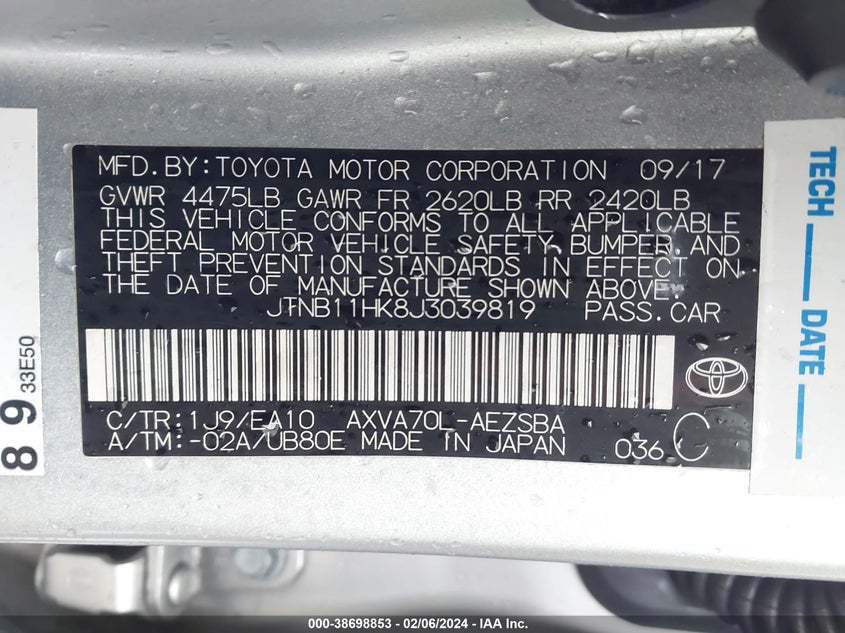 MFD.BY:TOYOTA MOTOR CORPORATION 09/17
GVWR 4475LB GAWR FR 2620LB RR 2420LB
THIS VEHICLE CONFORMS TO ALL APPLICABLE
FEDERAL MOTOR VEHICLE SAFETY,BUMPER,AND
THEFT PREVENTION STANDARDS IN EFFECT ON
THE DATE OF MANUFACTURE SHOWN ABOVE.
JTNB11HK8J3039819 PASS.CAR
C/TR:1J9/EA10 AXVA70L-AEZSBA
A/TM:-02A/UB80E MADE IN JAPAN 036 C
89 33E50
TECH
DATE
000-38698853 - 02/06/2024 - IAA Inc.